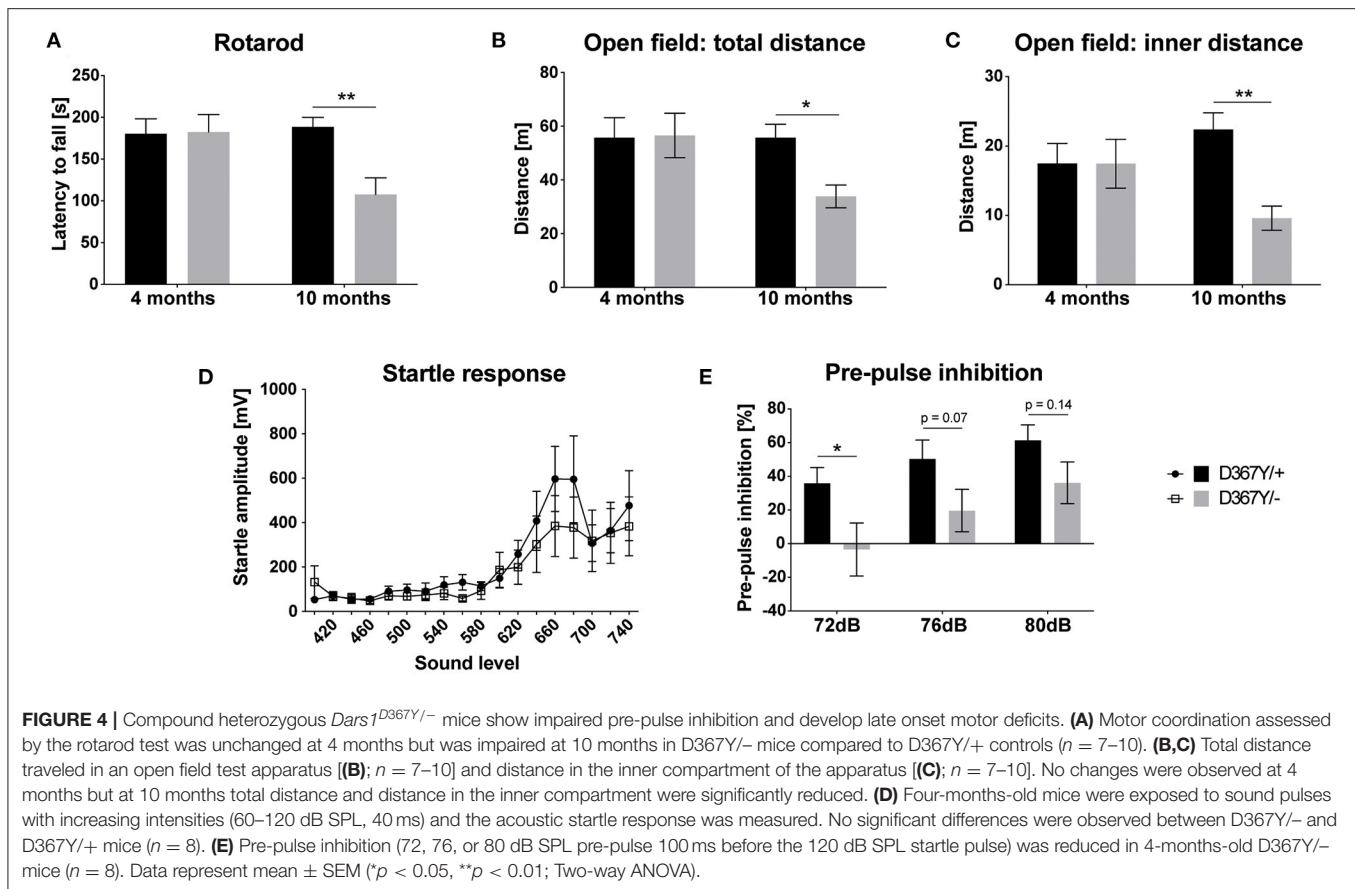 A
Rotarod
Latency to fall [s]
250
200
150
100
50
0
**
4 months
10 months
B
Open field: total distance
Distance [m]
80
60
40
20
0
*
4 months
10 months
C
Open field: inner distance
Distance [m]
30
20
10
0
**
4 months
10 months
D
Startle response
Startle amplitude [mV]
1000
800
600
400
200
0
420
460
500
540
580
620
660
700
740
Sound level
E
Pre-pulse inhibition
Pre-pulse inhibition [%]
80
60
40
20
0
-20
-40
*
p = 0.07
p = 0.14
72dB
76dB
80dB
D367Y/+
D367Y/-
FIGURE 4 | Compound heterozygous Dars1^D367Y/− mice show impaired pre-pulse inhibition and develop late onset motor deficits. (A) Motor coordination assessed
by the rotarod test was unchanged at 4 months but was impaired at 10 months in D367Y/− mice compared to D367Y/+ controls (n = 7–10). (B,C) Total distance
traveled in an open field test apparatus [(B); n = 7–10] and distance in the inner compartment of the apparatus [(C); n = 7–10]. No changes were observed at 4
months but at 10 months total distance and distance in the inner compartment were significantly reduced. (D) Four-months-old mice were exposed to sound pulses
with increasing intensities (60–120 dB SPL, 40 ms) and the acoustic startle response was measured. No significant differences were observed between D367Y/− and
D367Y/+ mice (n = 8). (E) Pre-pulse inhibition (72, 76, or 80 dB SPL pre-pulse 100 ms before the 120 dB SPL startle pulse) was reduced in 4-months-old D367Y/−
mice (n = 8). Data represent mean ± SEM (*p < 0.05, **p < 0.01; Two-way ANOVA).